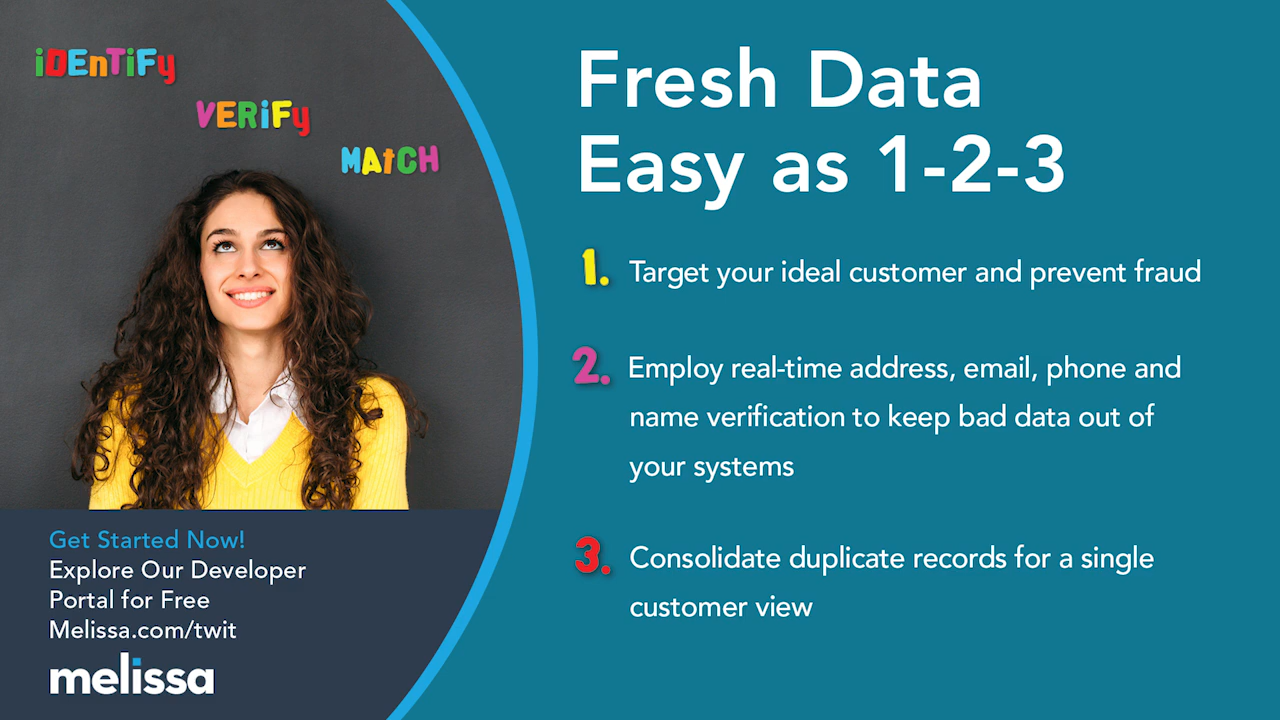 iDEnTiFy
VERiFy
MAtCH
Fresh Data
Easy as 1-2-3
1. Target your ideal customer and prevent fraud
2. Employ real-time address, email, phone and
name verification to keep bad data out of
your systems
3. Consolidate duplicate records for a single
customer view
Get Started Now!
Explore Our Developer
Portal for Free
Melissa.com/twit
melissa